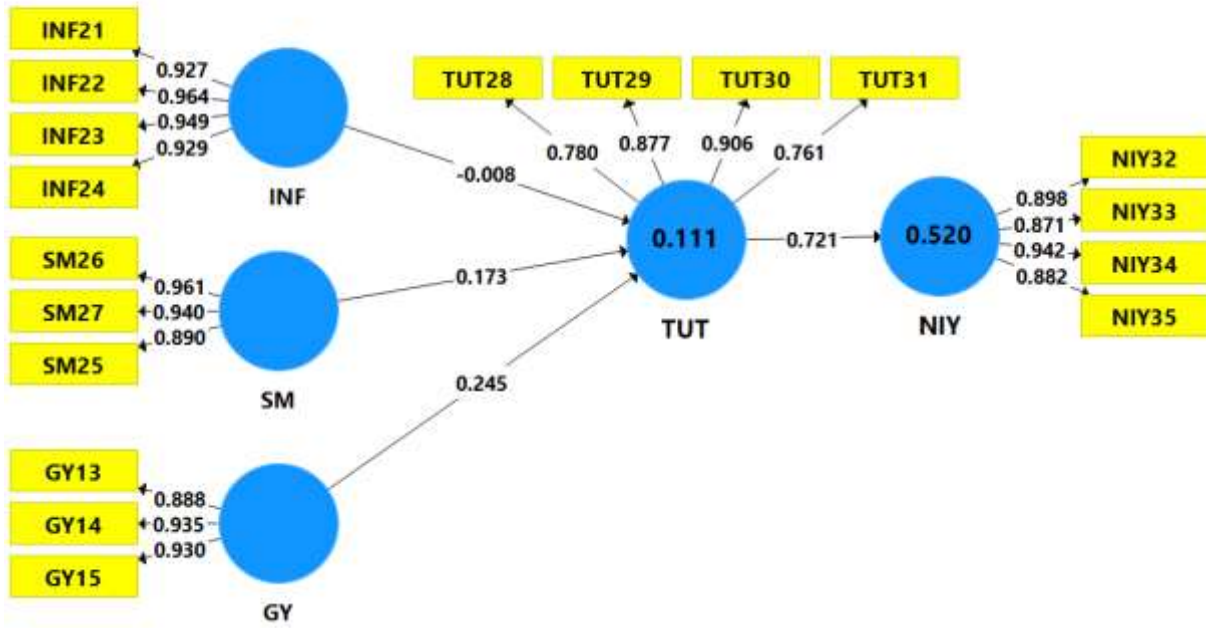 INF21
INF22
INF23
INF24
0.927
0.964
0.949
0.929
INF
SM26
SM27
SM25
0.961
0.940
0.890
SM
GY13
GY14
GY15
0.888
0.935
0.930
GY
-0.008
0.173
0.245
TUT28
TUT29
TUT30
TUT31
0.780
0.877
0.906
0.761
0.111
TUT
0.721
0.520
NIY
0.898
0.871
0.942
0.882
NIY32
NIY33
NIY34
NIY35